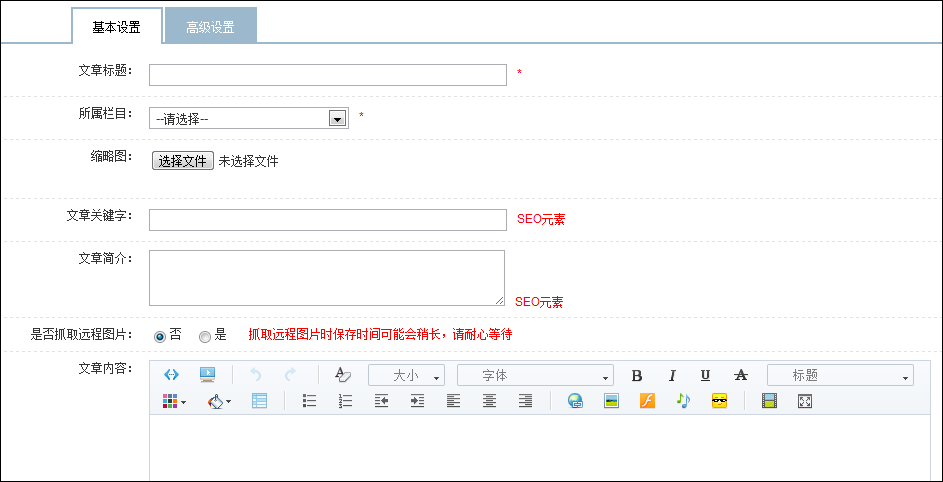 基本设置 高级设置
文章标题： *
所属栏目： --请选择-- *
缩略图： 选择文件 未选择文件
文章关键字： SEO元素
文章简介： SEO元素
是否抓取远程图片： 否 是 抓取远程图片时保存时间可能会稍长，请耐心等待
文章内容： 大小 字体 B I U A 标题